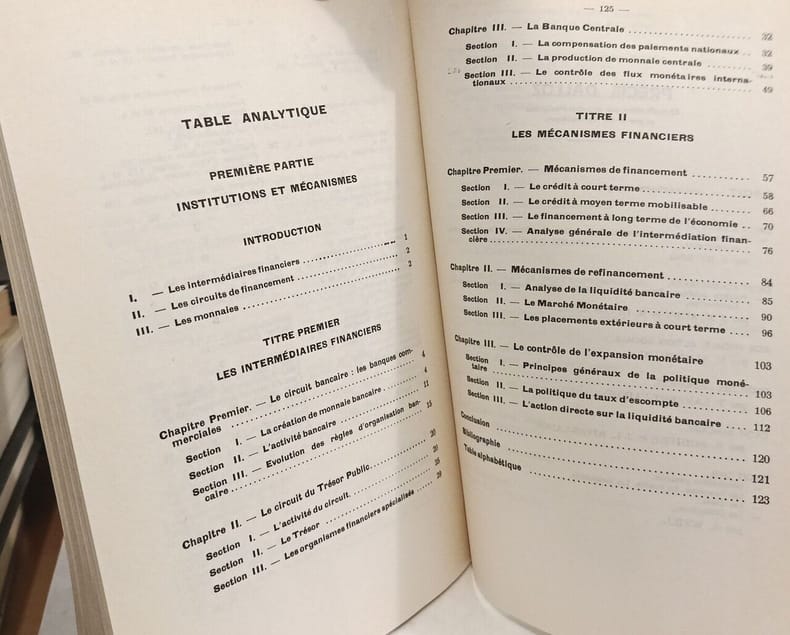 TABLE ANALYTIQUE
PREMIÈRE PARTIE
INSTITUTIONS ET MÉCANISMES
INTRODUCTION
I. — Les intermédiaires financiers ........ 1
II. — Les circuits de financement ........ 2
III. — Les monnaies ........ 2
TITRE PREMIER
LES INTERMÉDIAIRES FINANCIERS
Chapitre Premier. — Le circuit bancaire : les banques com-
merciales ........ 4
Section I. — La création de monnaie bancaire ........ 4
Section II. — L'activité bancaire ........ 11
Section III. — Evolution des règles d'organisation ban-
caire ........ 15
Chapitre II. — Le circuit du Trésor Public ........ 20
Section I. — L'activité du circuit. ........
Section II. — Le Trésor ........
Section III. — Les organismes financiers spécialisés ........
— 125 —
Chapitre III. — La Banque Centrale ........ 32
Section I. — La compensation des paiements nationaux .. 32
Section II. — La production de monnaie centrale ........ 39
Section III. — Le contrôle des flux monétaires interna-
tionaux ........ 49
TITRE II
LES MÉCANISMES FINANCIERS
Chapitre Premier. — Mécanismes de financement ........ 57
Section I. — Le crédit à court terme ........ 58
Section II. — Le crédit à moyen terme mobilisable ........ 66
Section III. — Le financement à long terme de l'économie .. 70
Section IV. — Analyse générale de l'intermédiation finan-
cière ........ 76
Chapitre II. — Mécanismes de refinancement ........ 84
Section I. — Analyse de la liquidité bancaire ........ 85
Section II. — Le Marché Monétaire ........ 90
Section III. — Les placements extérieurs à court terme .... 96
Chapitre III. — Le contrôle de l'expansion monétaire 103
Section I. — Principes généraux de la politique moné-
taire ........ 103
Section II. — La politique du taux d'escompte ........ 106
Section III. — L'action directe sur la liquidité bancaire .... 112
Conclusion ........ 120
Bibliographie ........ 121
Table alphabétique ........ 123